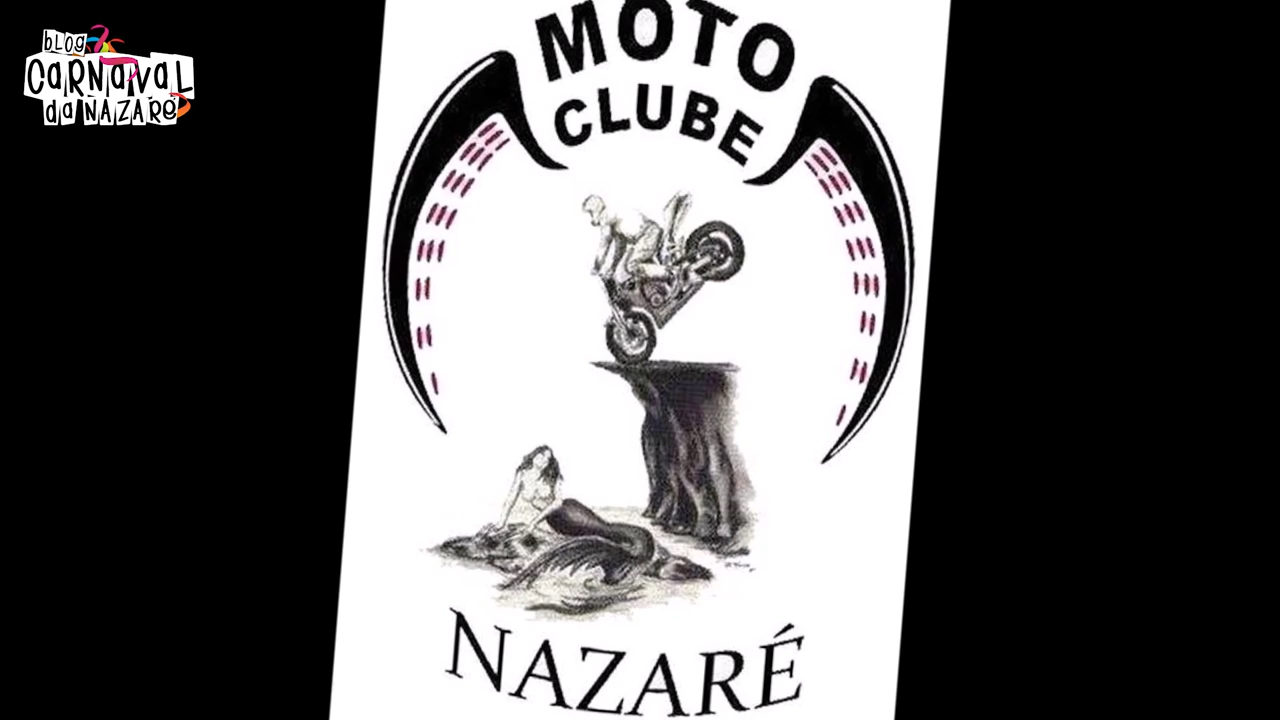 BLOG
CARNAVAL
da NAZARé
MOTO
CLUBE
NAZARÉ